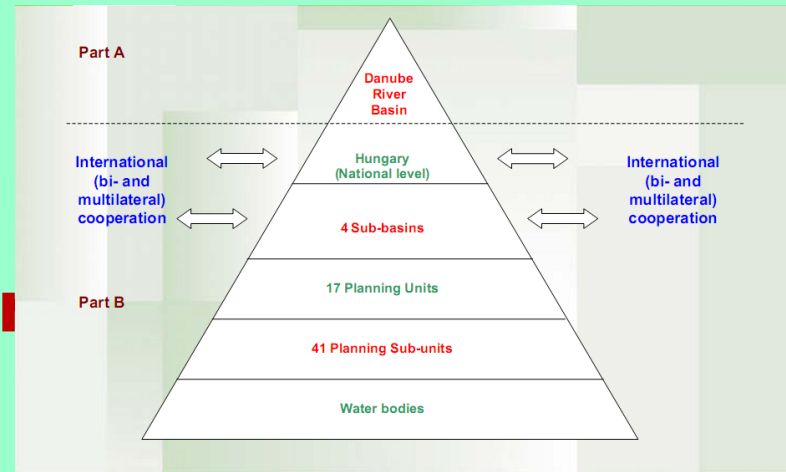 Part A
Danube
River
Basin
International
(bi- and
multilateral)
cooperation
Hungary
(National level)
International
(bi- and
multilateral)
cooperation
4 Sub-basins
17 Planning Units
Part B
41 Planning Sub-units
Water bodies